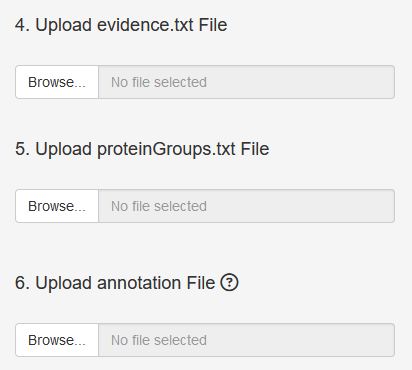 4. Upload evidence.txt File
Browse... No file selected
5. Upload proteinGroups.txt File
Browse... No file selected
6. Upload annotation File ?
Browse... No file selected